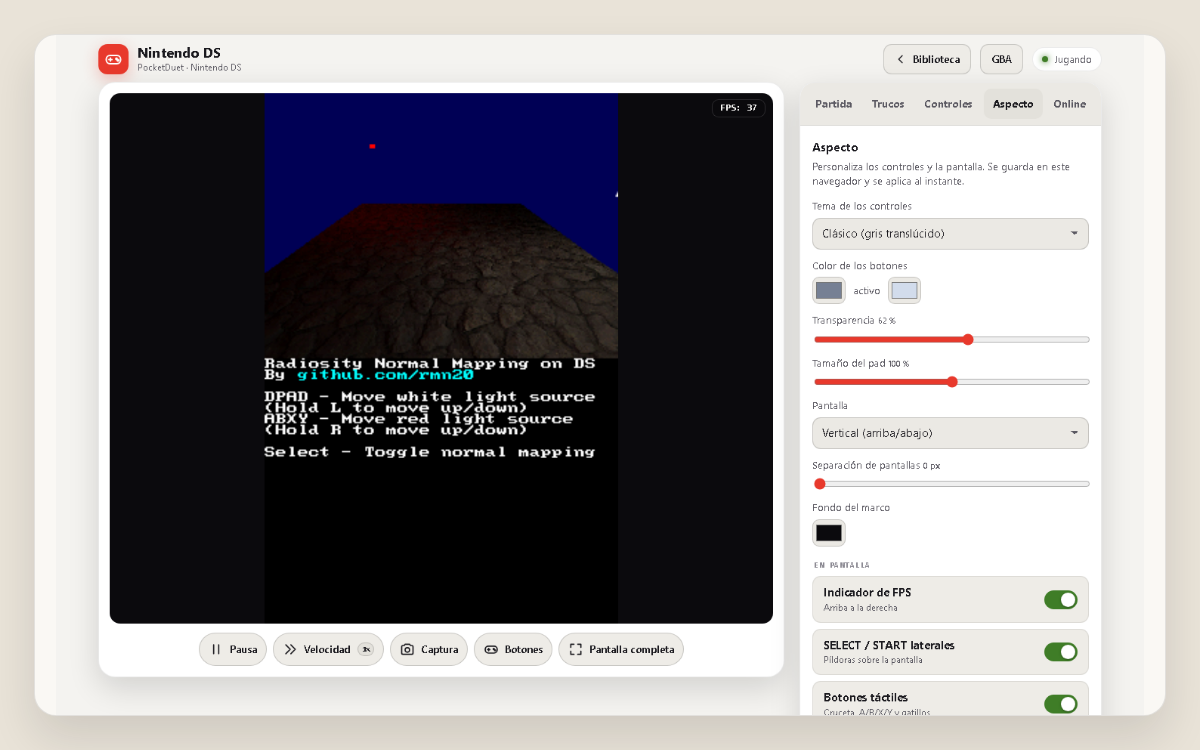 Nintendo DS
PocketDuet · Nintendo DS
Biblioteca
GBA
Jugando
FPS: 37
Radiosity Normal Mapping on DS
By github.com/rmn20
DPAD - Move white light source
(Hold L to move up/down)
ABXY - Move red light source
(Hold R to move up/down)
Select - Toggle normal mapping
Pausa
Velocidad
Captura
Botones
Pantalla completa
Partida
Trucos
Controles
Aspecto
Online
Aspecto
Personaliza los controles y la pantalla. Se guarda en este
navegador y se aplica al instante.
Tema de los controles
Clásico (gris translúcido)
Color de los botones
activo
Transparencia 62 %
Tamaño del pad 100 %
Pantalla
Vertical (arriba/abajo)
Separación de pantallas 0 px
Fondo del marco
EN PANTALLA
Indicador de FPS
Arriba a la derecha
SELECT / START laterales
Píldoras sobre la pantalla
Botones táctiles
Cruceta, A/B/X/Y y gatillos